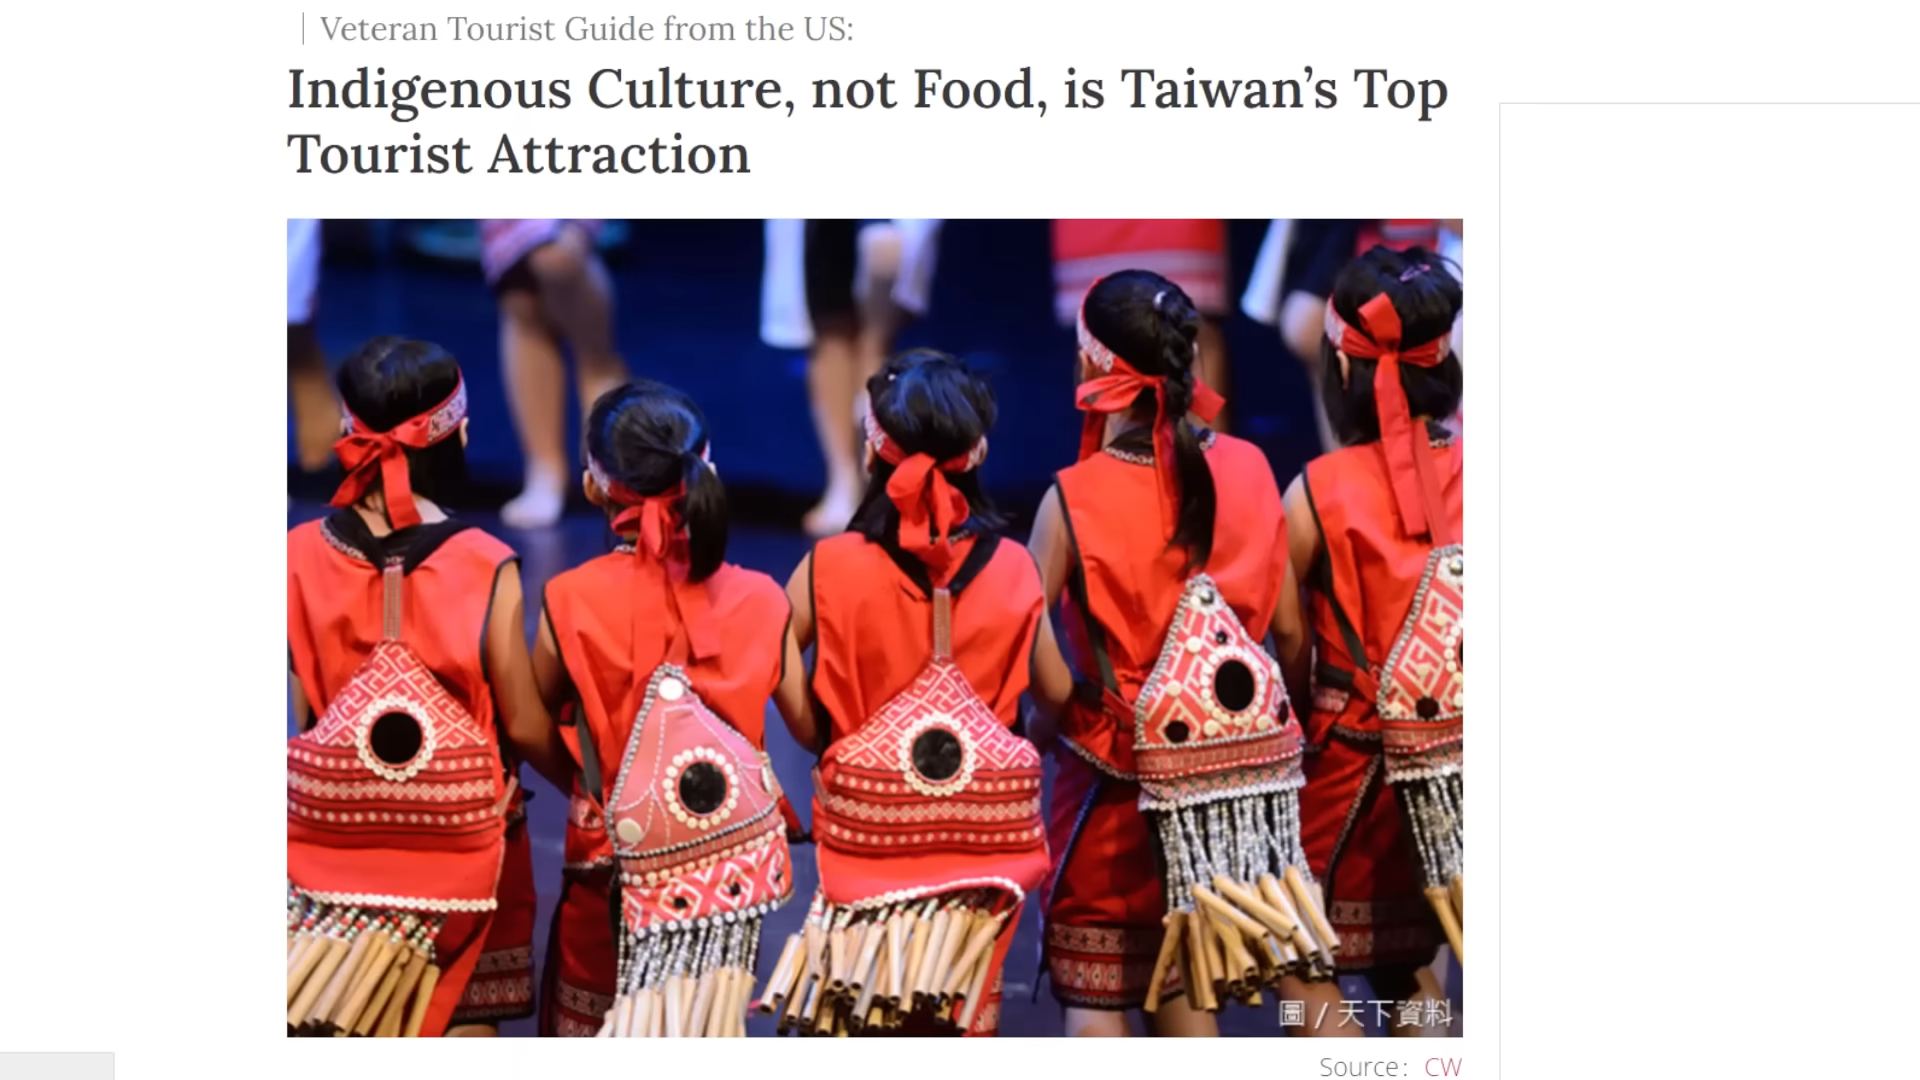 Veteran Tourist Guide from the US:
Indigenous Culture, not Food, is Taiwan’s Top
Tourist Attraction
圖 / 天下資料
Source: CW